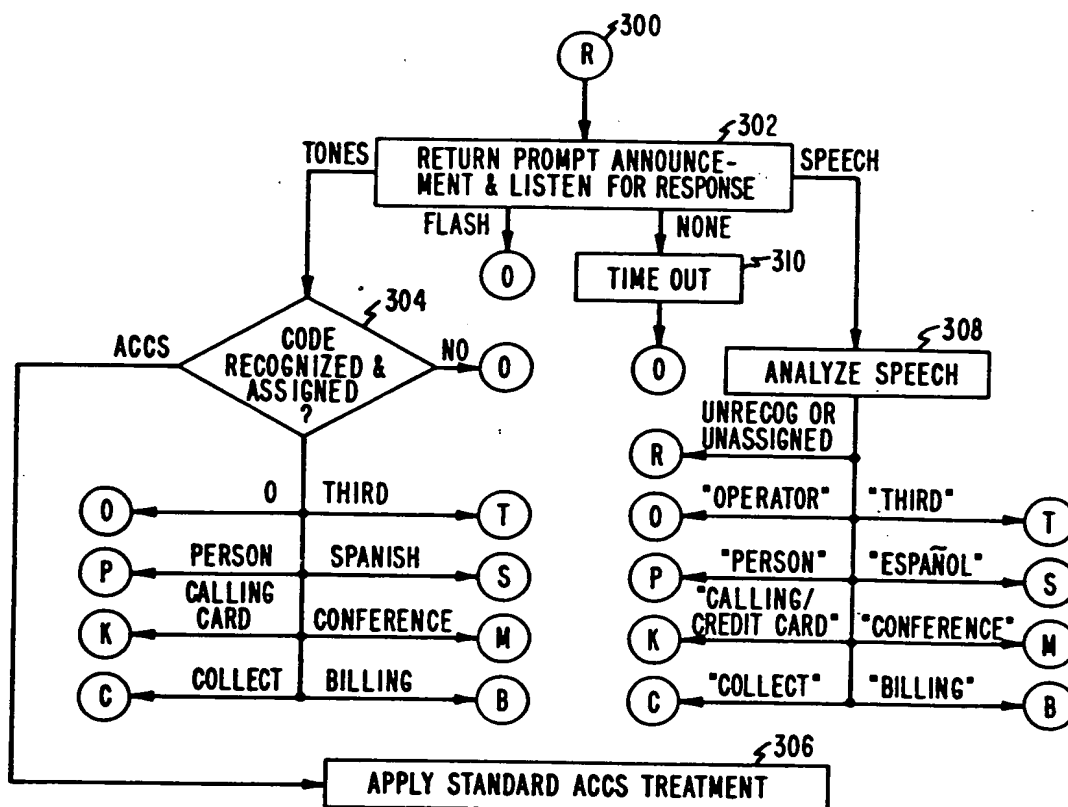 300
R
302
TONES
RETURN PROMPT ANNOUNCE-
MENT & LISTEN FOR RESPONSE
SPEECH
FLASH
NONE
O
310
TIME OUT
O
304
ACCS
CODE
RECOGNIZED &
ASSIGNED
?
NO
O
308
ANALYZE SPEECH
UNRECOG OR
UNASSIGNED
R
O
O
THIRD
T
P
PERSON
SPANISH
S
K
CALLING
CARD
CONFERENCE
M
C
COLLECT
BILLING
B
O
"OPERATOR"
"THIRD"
T
P
"PERSON"
"ESPAÑOL"
S
K
"CALLING/
CREDIT CARD"
"CONFERENCE"
M
C
"COLLECT"
"BILLING"
B
306
APPLY STANDARD ACCS TREATMENT